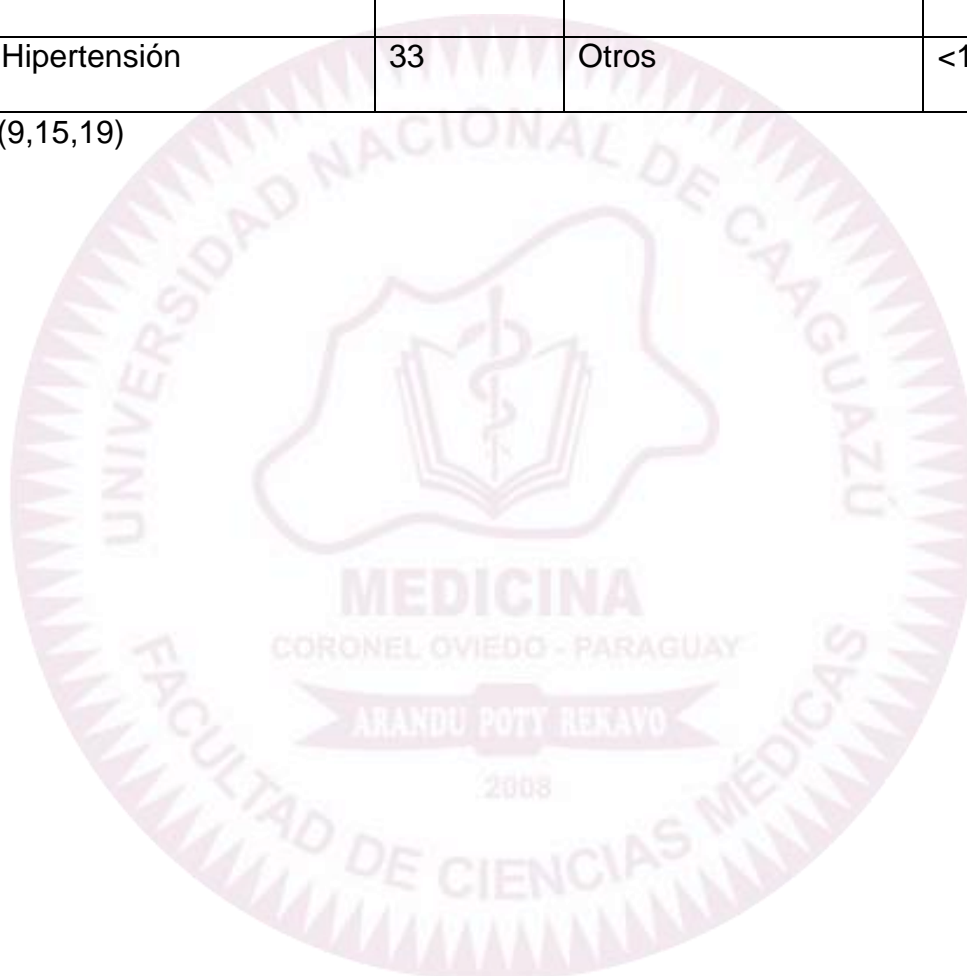 Hipertensión 33 Otros <1
(9,15,19)
UNIVERSIDAD NACIONAL DE CAAGUAZÚ
MEDICINA
CORONEL OVIEDO - PARAGUAY
ARANDU POTY REKAVO
2008
FACULTAD DE CIENCIAS MÉDICAS